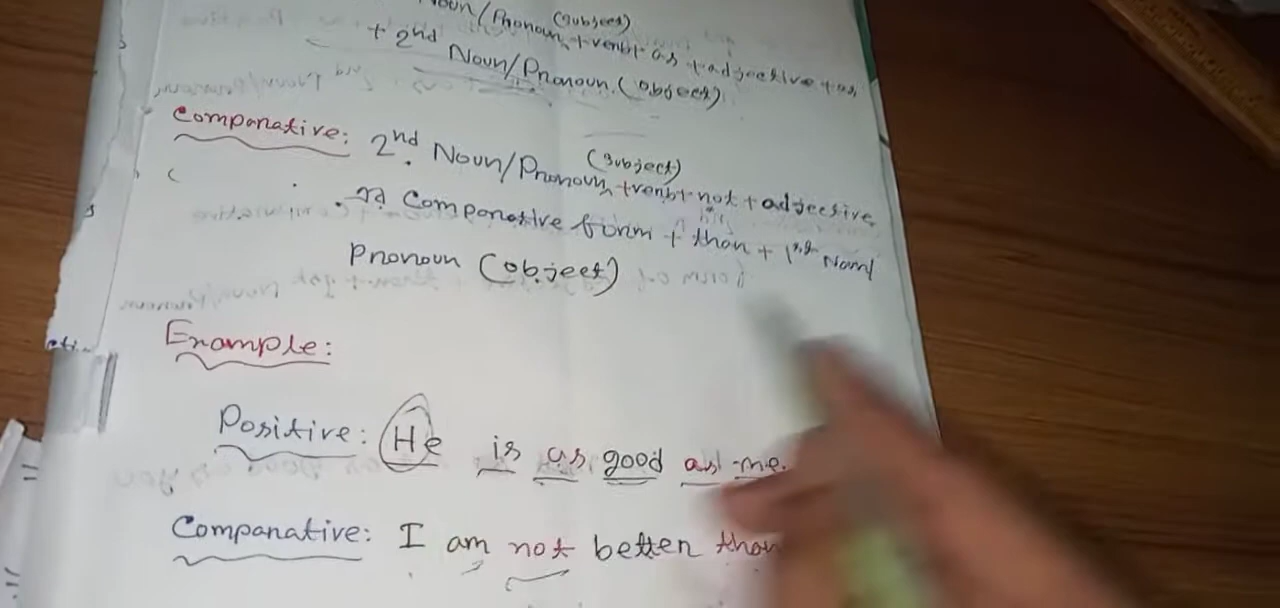 Noun/Pronoun (subject) + verb + as + adjective + as
+ 2nd Noun/Pronoun. (object)
Comparative: 2nd Noun/Pronoun (subject) + verb + not + adjective
এর Comparative form + than + 1st Noun/
Pronoun (object)
Example:
Positive: He is as good as me.
Comparative: I am not better than